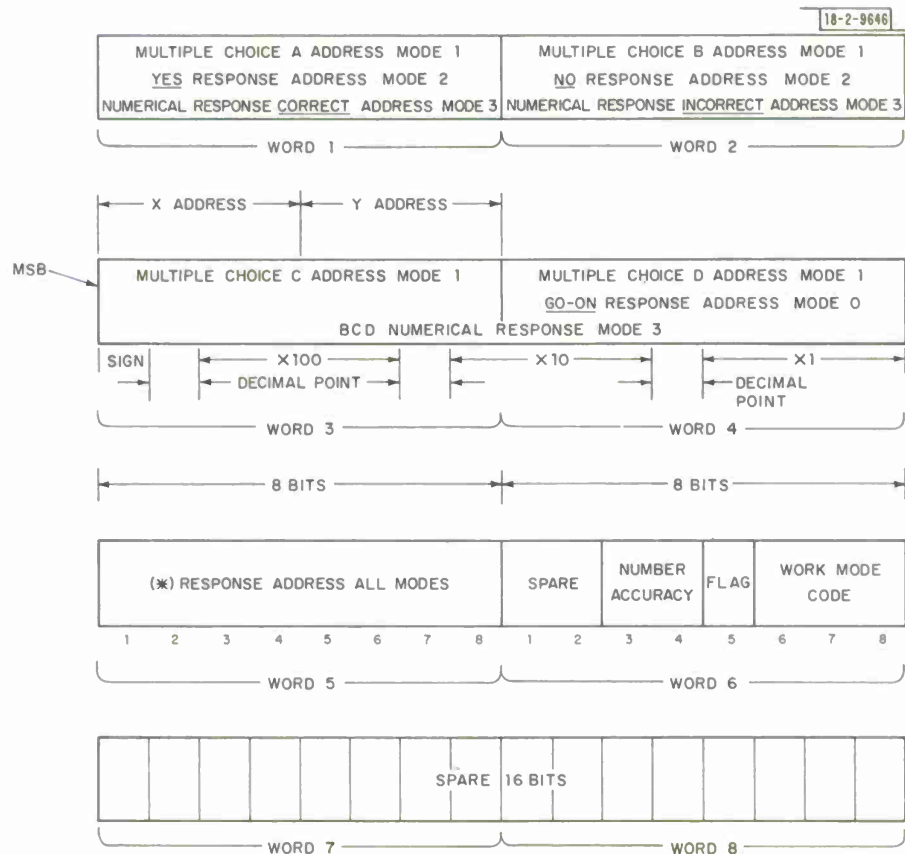 18-2-9646
MULTIPLE CHOICE A ADDRESS MODE 1
YES RESPONSE ADDRESS MODE 2
NUMERICAL RESPONSE CORRECT ADDRESS MODE 3
MULTIPLE CHOICE B ADDRESS MODE 1
NO RESPONSE ADDRESS MODE 2
NUMERICAL RESPONSE INCORRECT ADDRESS MODE 3
WORD 1
WORD 2
X ADDRESS
Y ADDRESS
MSB
MULTIPLE CHOICE C ADDRESS MODE 1
MULTIPLE CHOICE D ADDRESS MODE 1
GO-ON RESPONSE ADDRESS MODE 0
BCD NUMERICAL RESPONSE MODE 3
SIGN
×100
×10
×1
DECIMAL POINT
DECIMAL
POINT
WORD 3
WORD 4
8 BITS
8 BITS
(*) RESPONSE ADDRESS ALL MODES
SPARE
NUMBER
ACCURACY
FLAG
WORK MODE
CODE
1 2 3 4 5 6 7 8
1 2 3 4 5 6 7 8
WORD 5
WORD 6
SPARE 16 BITS
WORD 7
WORD 8